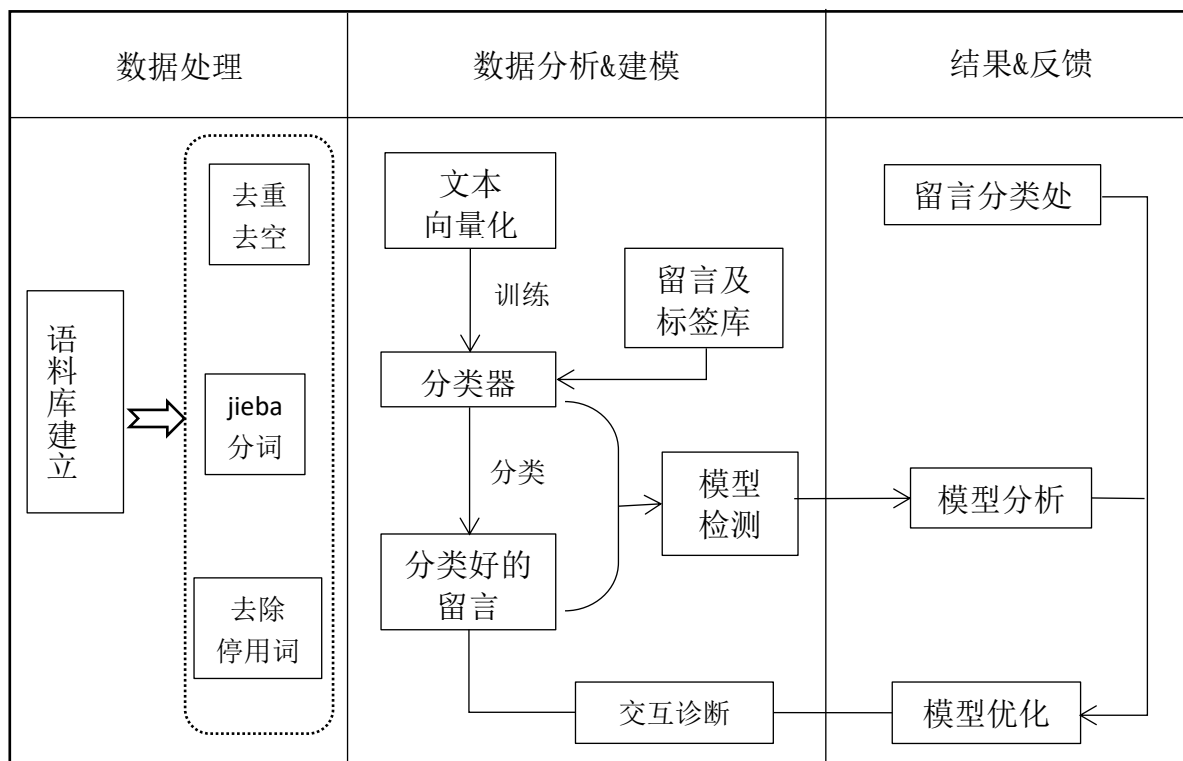 数据处理
数据分析&建模
结果&反馈
去重
去空
语料库建立
jieba
分词
去除
停用词
文本
向量化
训练
留言及
标签库
分类器
分类
模型
检测
分类好的
留言
交互诊断
留言分类处
模型分析
模型优化